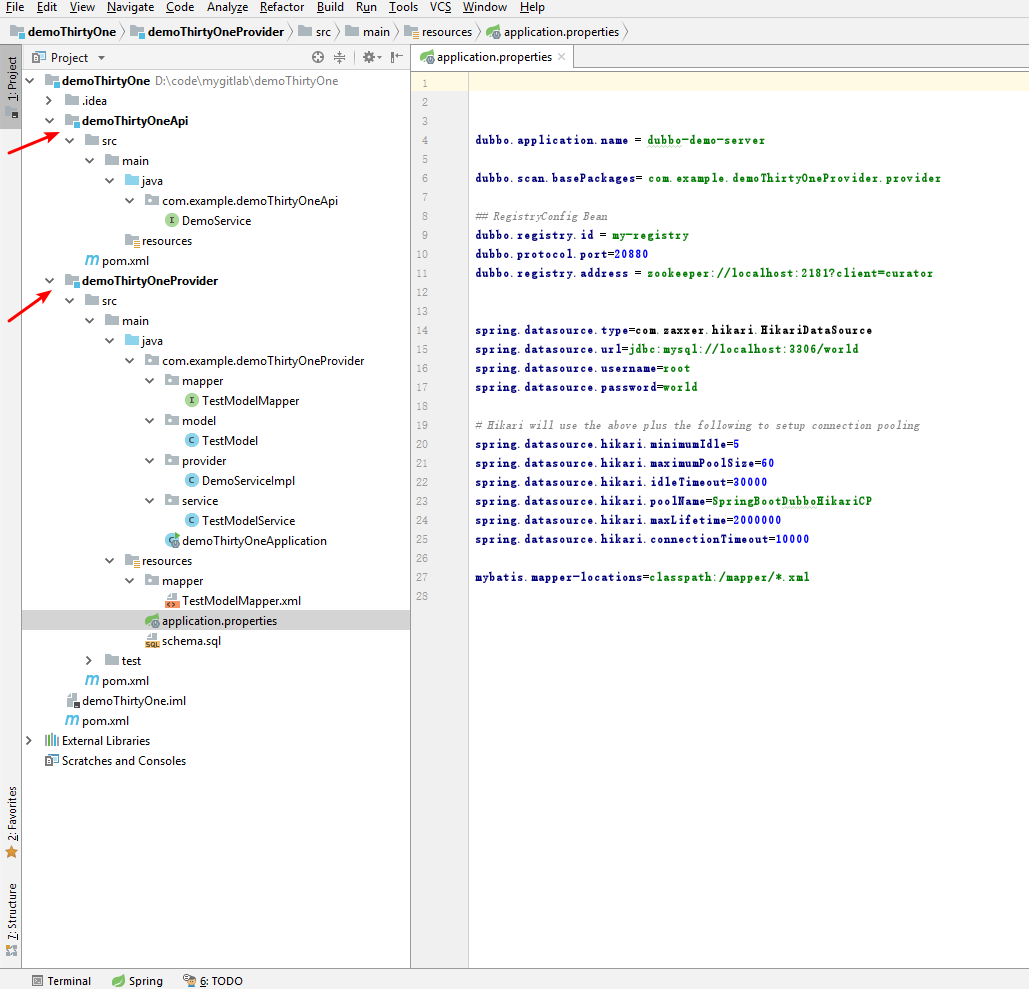 File Edit View Navigate Code Analyze Refactor Build Run Tools VCS Window Help
demoThirtyOne demoThirtyOneProvider src main resources application.properties
1: Project
Project
application.properties
demoThirtyOne D:\code\mygitlab\demoThirtyOne
.idea
demoThirtyOneApi
src
main
java
com.example.demoThirtyOneApi
DemoService
resources
pom.xml
demoThirtyOneProvider
src
main
java
com.example.demoThirtyOneProvider
mapper
TestModelMapper
model
TestModel
provider
DemoServiceImpl
service
TestModelService
demoThirtyOneApplication
resources
mapper
TestModelMapper.xml
application.properties
schema.sql
test
pom.xml
demoThirtyOne.iml
pom.xml
External Libraries
Scratches and Consoles
1
2
3
4 dubbo.application.name = dubbo-demo-server
5
6 dubbo.scan.basePackages= com.example.demoThirtyOneProvider.provider
7
8 ## RegistryConfig Bean
9 dubbo.registry.id = my-registry
10 dubbo.protocol.port=20880
11 dubbo.registry.address = zookeeper://localhost:2181?client=curator
12
13
14 spring.datasource.type=com.zaxxer.hikari.HikariDataSource
15 spring.datasource.url=jdbc:mysql://localhost:3306/world
16 spring.datasource.username=root
17 spring.datasource.password=world
18
19 # Hikari will use the above plus the following to setup connection pooling
20 spring.datasource.hikari.minimumIdle=5
21 spring.datasource.hikari.maximumPoolSize=60
22 spring.datasource.hikari.idleTimeout=30000
23 spring.datasource.hikari.poolName=SpringBootDubboHikariCP
24 spring.datasource.hikari.maxLifetime=2000000
25 spring.datasource.hikari.connectionTimeout=10000
26
27 mybatis.mapper-locations=classpath:/mapper/*.xml
28
2: Favorites
7: Structure
Terminal Spring 6: TODO